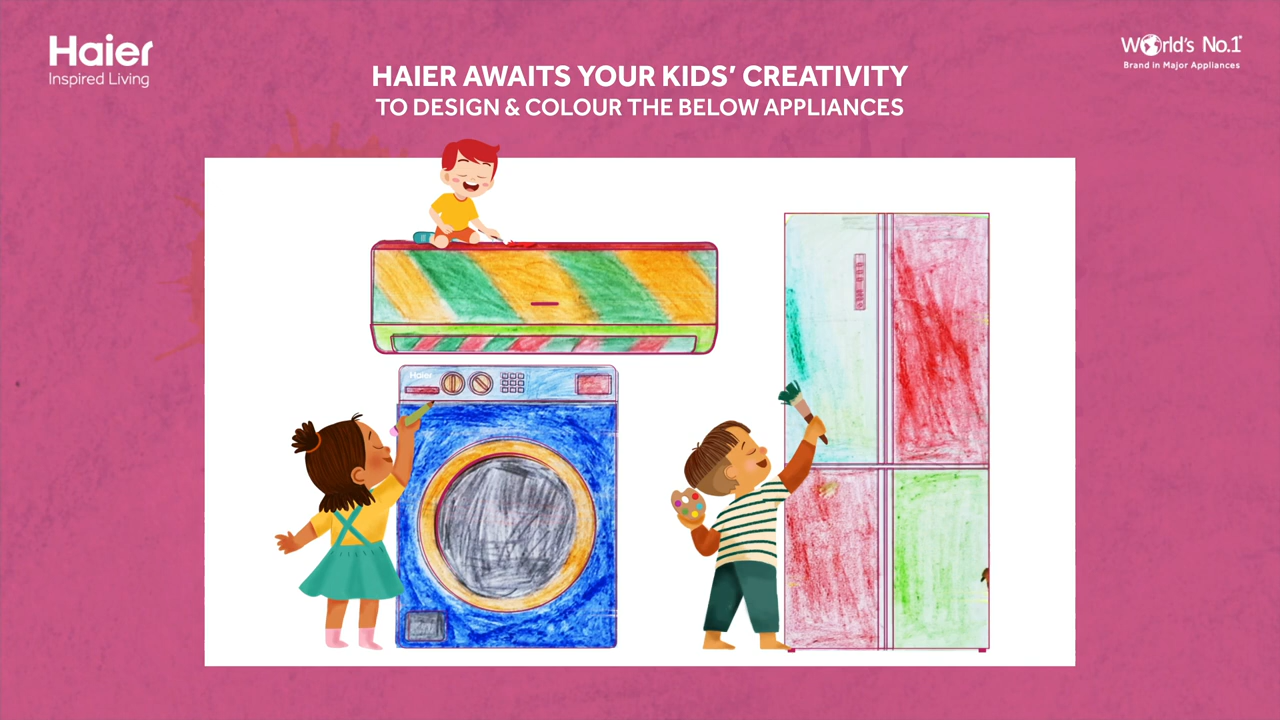 Haier
Inspired Living
World's No.1*
Brand in Major Appliances
HAIER AWAITS YOUR KIDS' CREATIVITY
TO DESIGN & COLOUR THE BELOW APPLIANCES
Haier